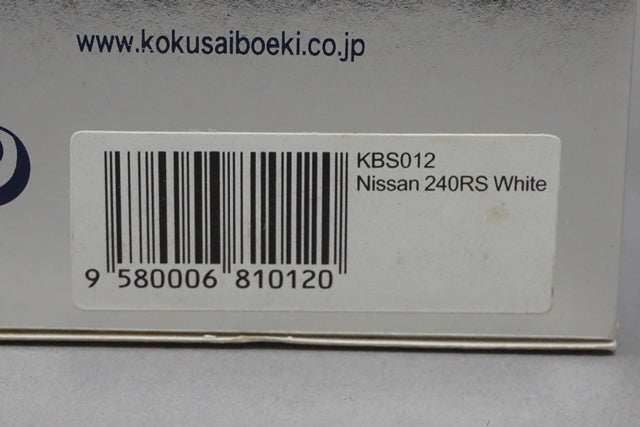 www.kokusaiboeki.co.jp
KBS012
Nissan 240RS White
9 580006 810120